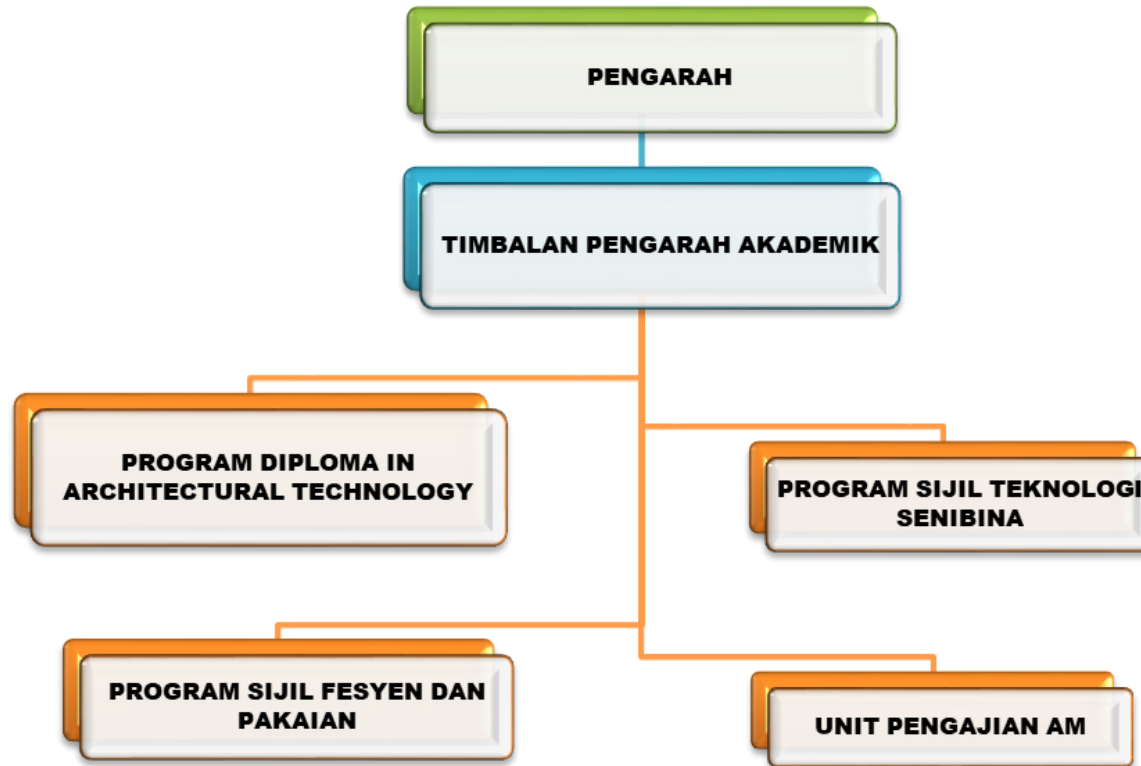 PENGARAH
TIMBALAN PENGARAH AKADEMIK
PROGRAM DIPLOMA IN
ARCHITECTURAL TECHNOLOGY
PROGRAM SIJIL TEKNOLOGI
SENIBINA
PROGRAM SIJIL FESYEN DAN
PAKAIAN
UNIT PENGAJIAN AM